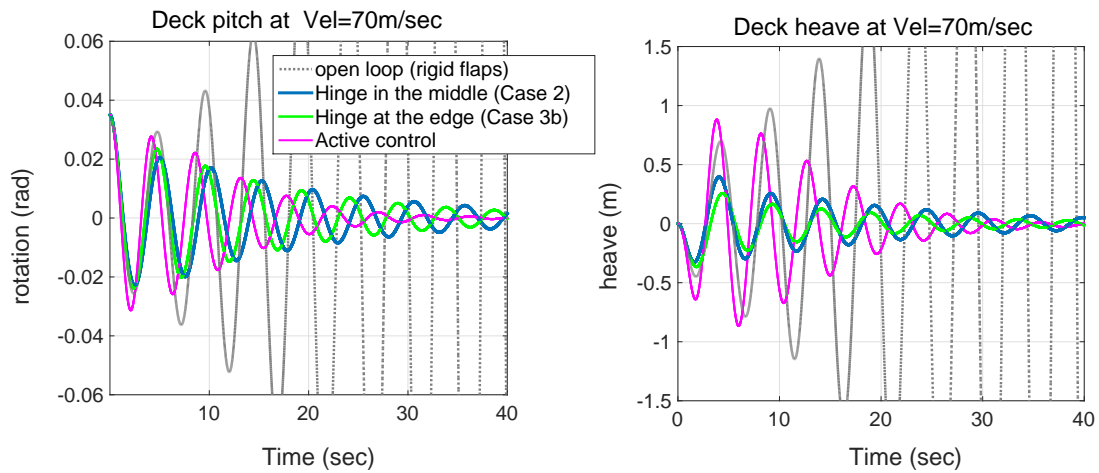 Deck pitch at  Vel=70m/sec
0.06
0.04
0.02
0
-0.02
-0.04
-0.06
rotation (rad)
10
20
30
40
Time (sec)
open loop (rigid flaps)
Hinge in the middle (Case 2)
Hinge at the edge (Case 3b)
Active control
Deck heave at Vel=70m/sec
1.5
1
0.5
0
-0.5
-1
-1.5
heave (m)
0
10
20
30
40
Time (sec)